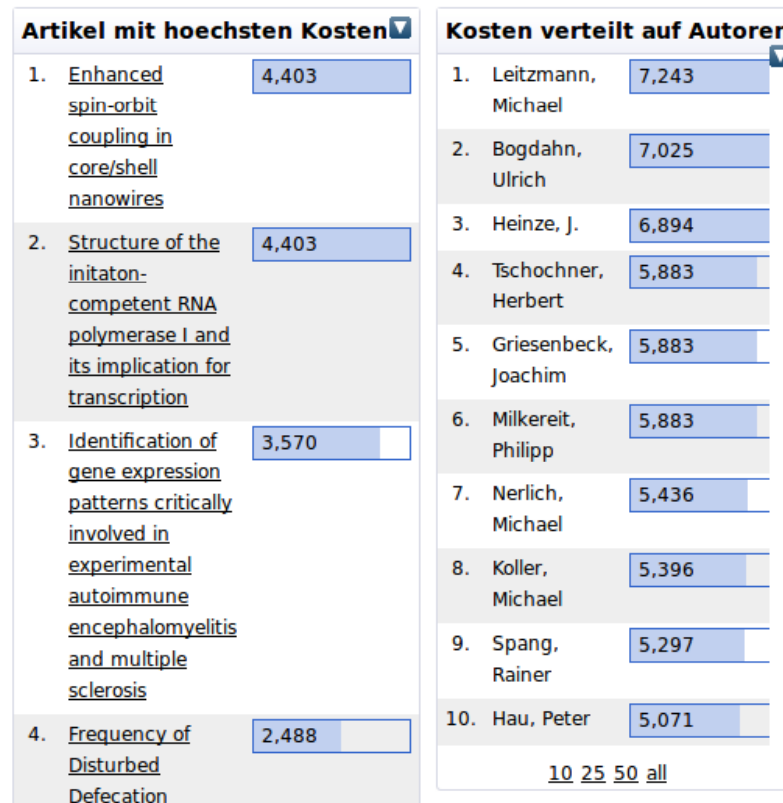 Artikel mit hoechsten Kosten
1. Enhanced 4,403
spin-orbit
coupling in
core/shell
nanowires
2. Structure of the 4,403
initaton-
competent RNA
polymerase I and
its implication for
transcription
3. Identification of 3,570
gene expression
patterns critically
involved in
experimental
autoimmune
encephalomyelitis
and multiple
sclerosis
4. Frequency of 2,488
Disturbed
Defecation
Kosten verteilt auf Autoren
1. Leitzmann, 7,243
Michael
2. Bogdahn, 7,025
Ulrich
3. Heinze, J. 6,894
4. Tschochner, 5,883
Herbert
5. Griesenbeck, 5,883
Joachim
6. Milkereit, 5,883
Philipp
7. Nerlich, 5,436
Michael
8. Koller, 5,396
Michael
9. Spang, 5,297
Rainer
10. Hau, Peter 5,071
10 25 50 all